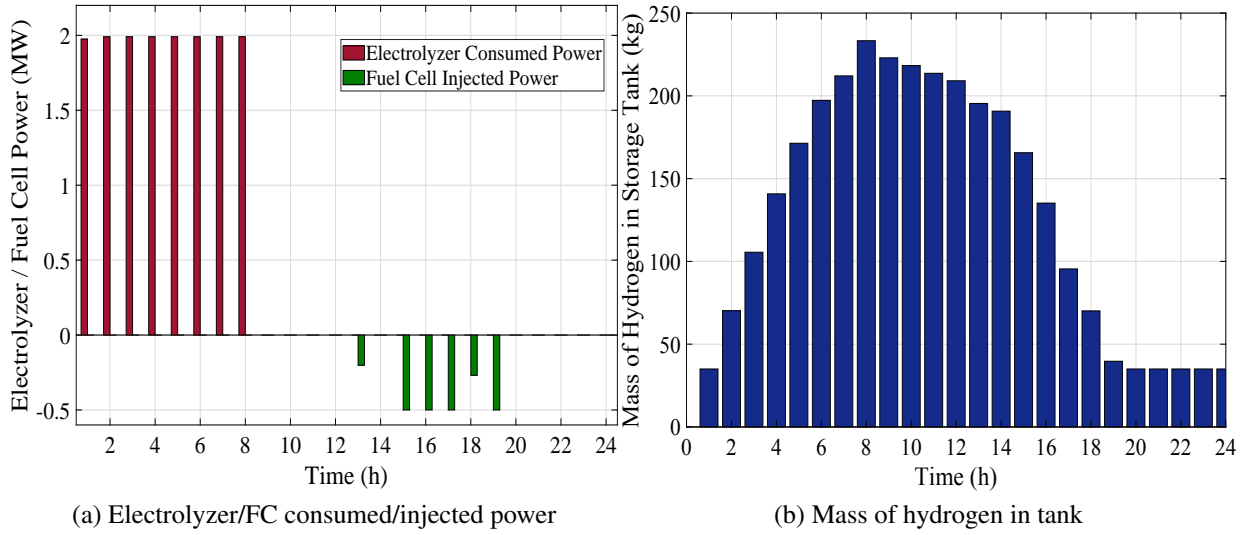 Electrolyzer / Fuel Cell Power (MW)
2
1.5
1
0.5
0
-0.5
Electrolyzer Consumed Power
Fuel Cell Injected Power
2 4 6 8 10 12 14 16 18 20 22 24
Time (h)
(a) Electrolyzer/FC consumed/injected power
Mass of Hydrogen in Storage Tank (kg)
250
200
150
100
50
0
0 2 4 6 8 10 12 14 16 18 20 22 24
Time (h)
(b) Mass of hydrogen in tank